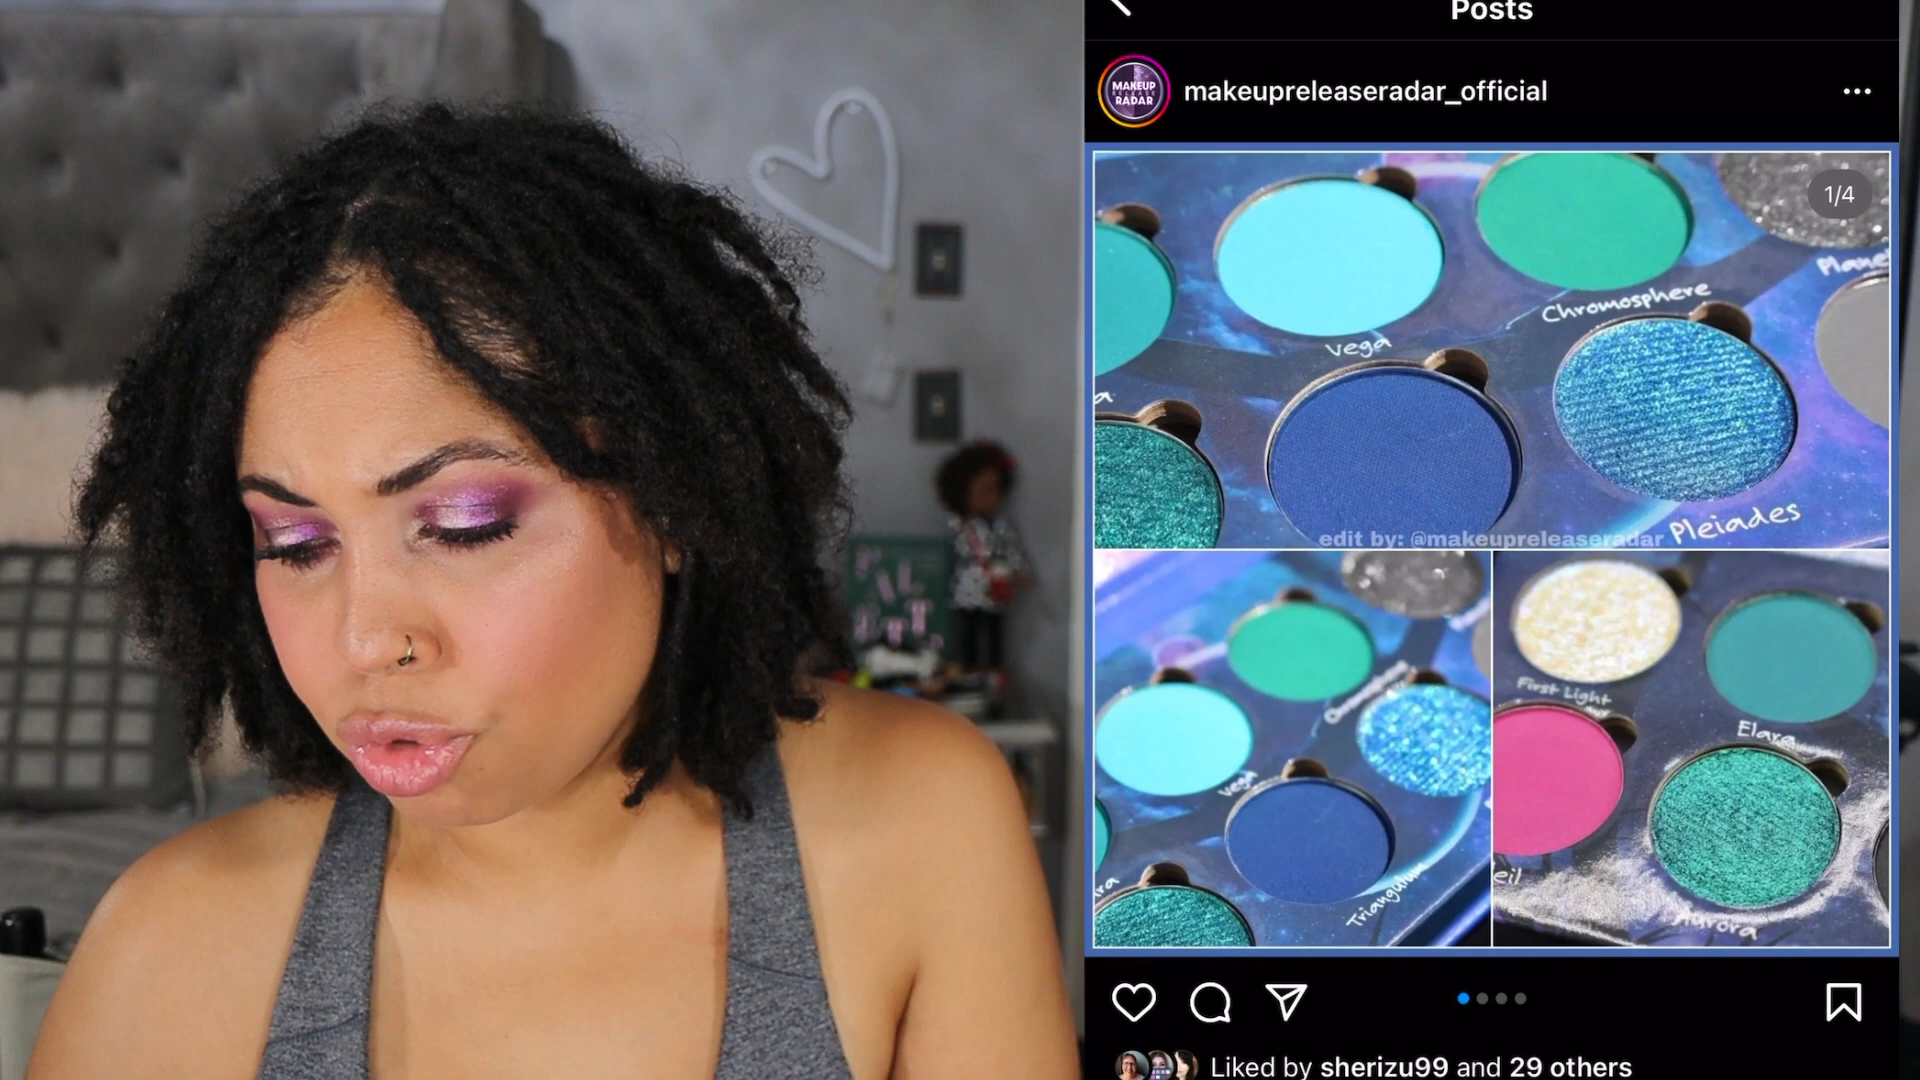 Posts
MAKEUP
RELEASE
RADAR
makeupreleaseradar_official
1/4
Chromosphere
Vega
Pleiades
edit by: @makeupreleaseradar
Vega
Triangulum
First Light
Elara
Aurora
Liked by sherizu99 and 29 others